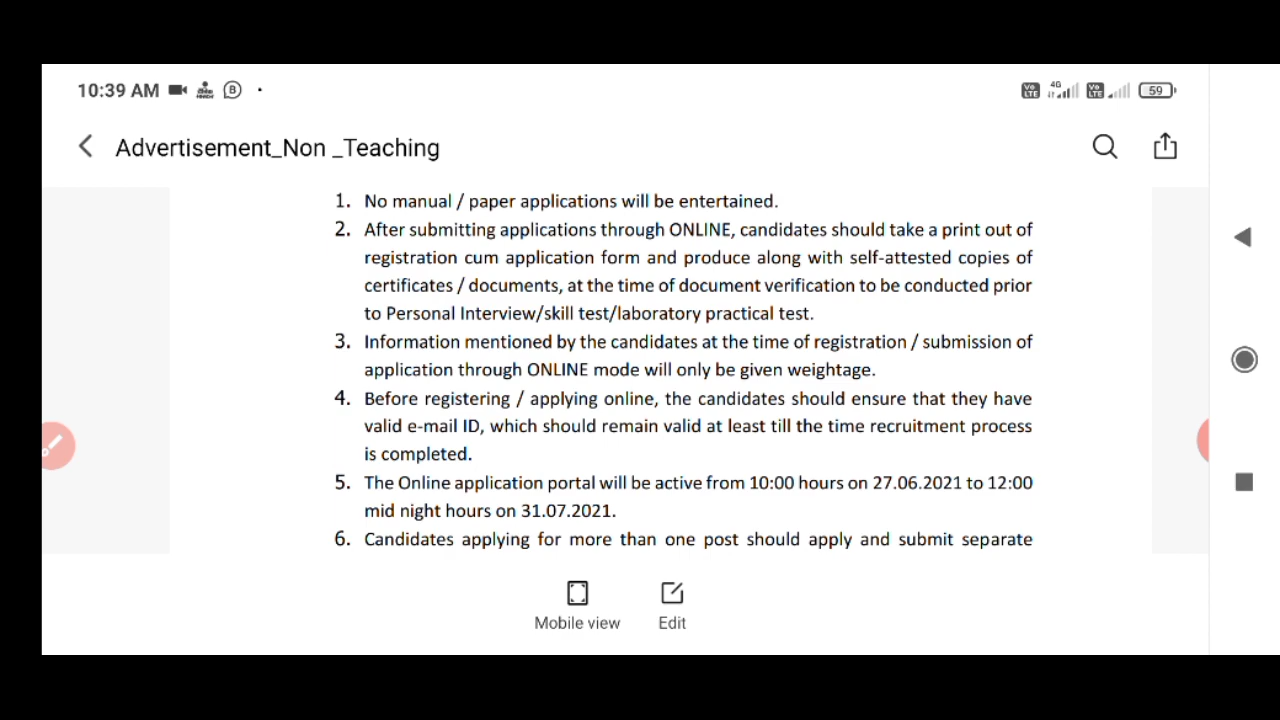 10:39 AM
4G
59
Advertisement_Non _Teaching
1. No manual / paper applications will be entertained.
2. After submitting applications through ONLINE, candidates should take a print out of
registration cum application form and produce along with self-attested copies of
certificates / documents, at the time of document verification to be conducted prior
to Personal Interview/skill test/laboratory practical test.
3. Information mentioned by the candidates at the time of registration / submission of
application through ONLINE mode will only be given weightage.
4. Before registering / applying online, the candidates should ensure that they have
valid e-mail ID, which should remain valid at least till the time recruitment process
is completed.
5. The Online application portal will be active from 10:00 hours on 27.06.2021 to 12:00
mid night hours on 31.07.2021.
6. Candidates applying for more than one post should apply and submit separate
Mobile view Edit